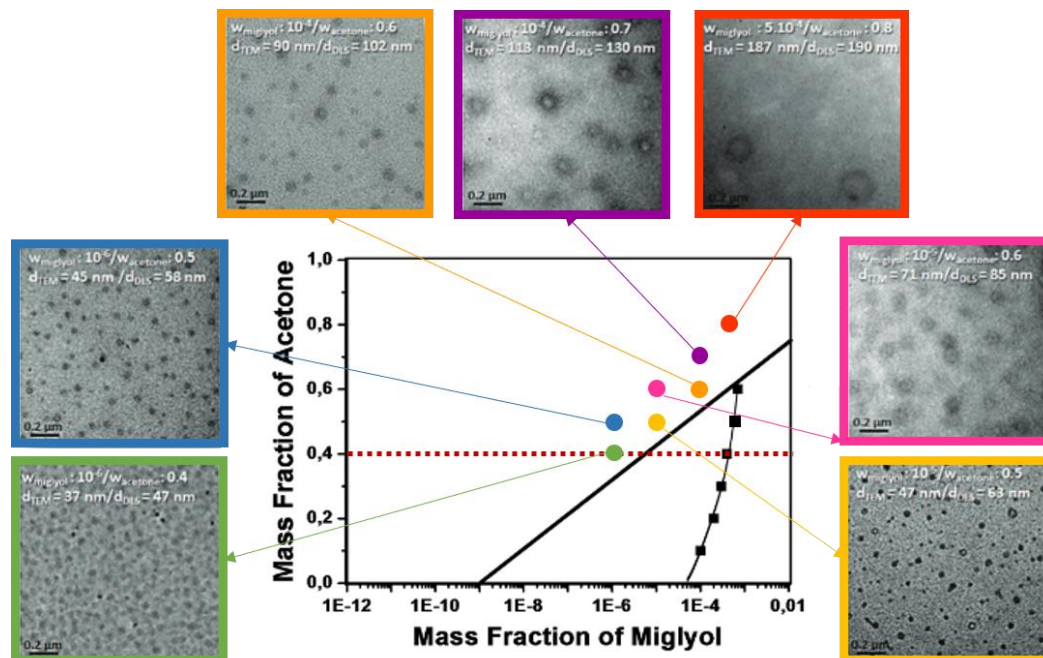 w_miglyol : 10^-4/w_acetone : 0.6
d_TEM = 90 nm/d_DLS = 102 nm
0.2 µm
w_miglyol : 10^-4/w_acetone : 0.7
d_TEM = 113 nm/d_DLS = 130 nm
0.2 µm
w_miglyol : 5.10^-4/w_acetone : 0.8
d_TEM = 187 nm/d_DLS = 190 nm
0.2 µm
w_miglyol : 10^-6/w_acetone : 0.5
d_TEM = 45 nm /d_DLS = 58 nm
0.2 µm
w_miglyol : 10^-5/w_acetone : 0.6
d_TEM = 71 nm/d_DLS = 85 nm
0.2 µm
w_miglyol : 10^-6/w_acetone : 0.4
d_TEM = 37 nm/d_DLS = 47 nm
0.2 µm
w_miglyol : 10^-5/w_acetone : 0.5
d_TEM = 47 nm/d_DLS = 63 nm
0.2 µm
Mass Fraction of Acetone
1,0
0,8
0,6
0,4
0,2
0,0
1E-12
1E-10
1E-8
1E-6
1E-4
0,01
Mass Fraction of Miglyol